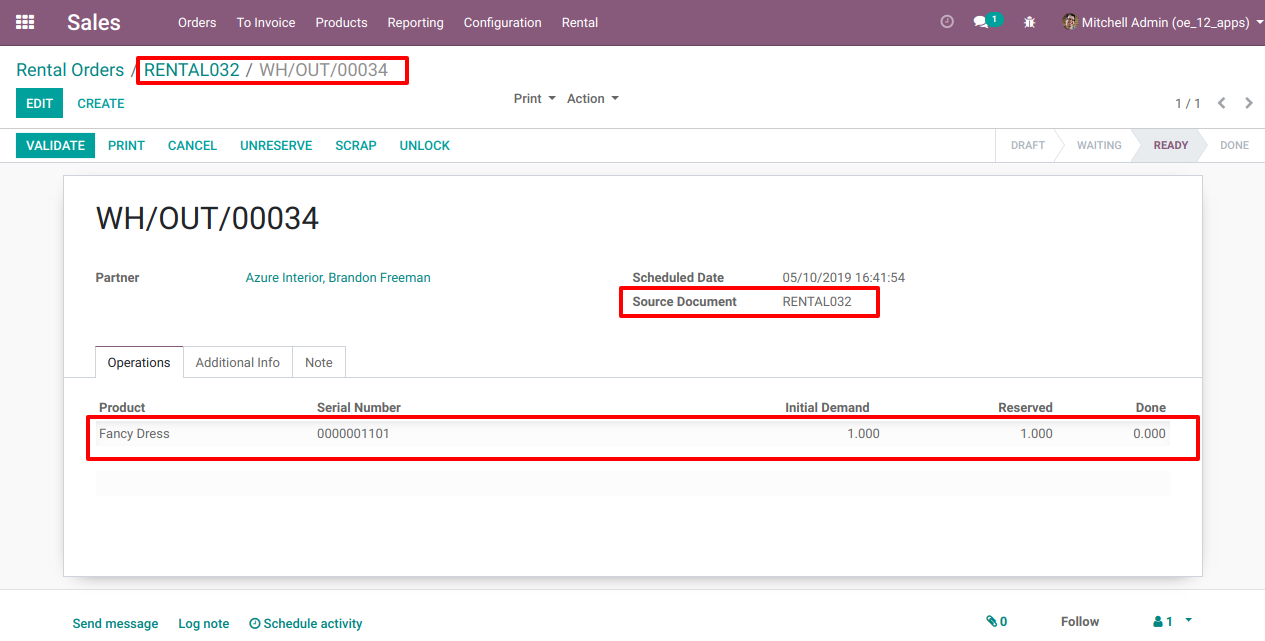 Sales Orders To Invoice Products Reporting Configuration Rental 1 Mitchell Admin (oe_12_apps)
Rental Orders / RENTAL032 / WH/OUT/00034
EDIT CREATE Print Action 1 / 1
VALIDATE PRINT CANCEL UNRESERVE SCRAP UNLOCK DRAFT WAITING READY DONE
WH/OUT/00034
Partner Azure Interior, Brandon Freeman Scheduled Date 05/10/2019 16:41:54
Source Document RENTAL032
Operations Additional Info Note
Product Serial Number Initial Demand Reserved Done
Fancy Dress 0000001101 1.000 1.000 0.000
Send message Log note Schedule activity 0 Follow 1